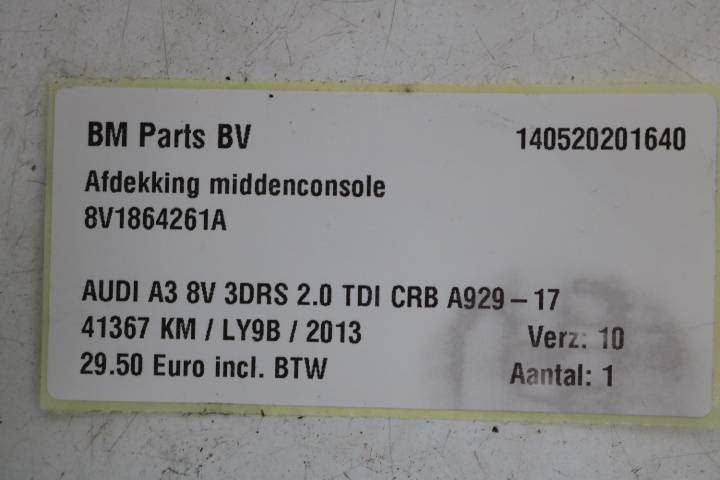 BM Parts BV 140520201640
Afdekking middenconsole
8V1864261A
AUDI A3 8V 3DRS 2.0 TDI CRB A929 – 17
41367 KM / LY9B / 2013 Verz: 10
29.50 Euro incl. BTW Aantal: 1